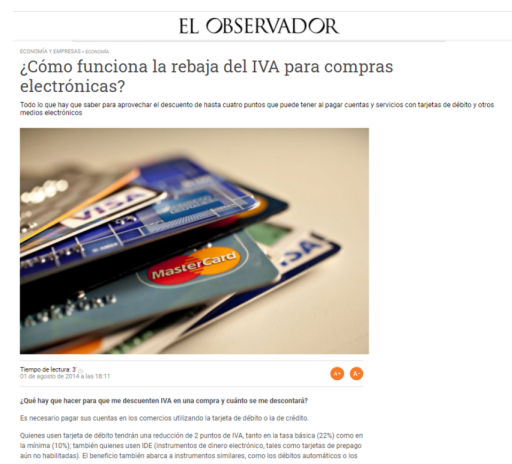 EL OBSERVADOR
ECONOMÍA Y EMPRESAS > ECONOMÍA
¿Cómo funciona la rebaja del IVA para compras
electrónicas?
Todo lo que hay que saber para aprovechar el descuento de hasta cuatro puntos que puede tener al pagar cuentas y servicios con tarjetas de débito y otros
medios electrónicos
VISA
MasterCard
VISA
Tiempo de lectura: 3'
01 de agosto de 2014 a las 18:11
A+ A-
¿Qué hay que hacer para que me descuenten IVA en una compra y cuánto se me descontará?
Es necesario pagar sus cuentas en los comercios utilizando la tarjeta de débito o la de crédito.
Quienes usen tarjeta de débito tendrán una reducción de 2 puntos de IVA, tanto en la tasa básica (22%) como en
la mínima (10%); también quienes usen IDE (instrumentos de dinero electrónico, tales como tarjetas de prepago
aún no habilitadas). El beneficio también abarca a instrumentos similares, como los débitos automáticos o los